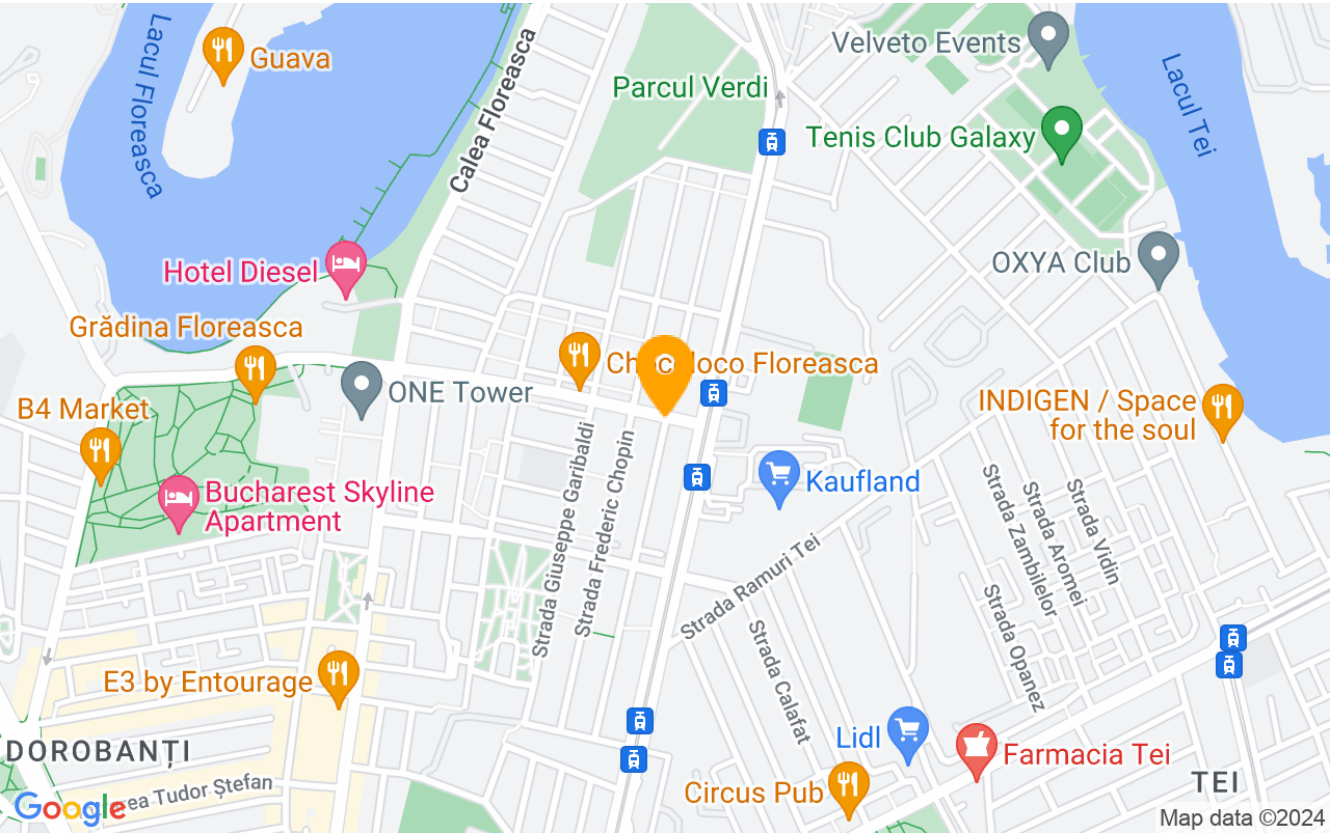 Lacul Floreasca
Guava
Calea Floreasca
Velveto Events
Parcul Verdi
Lacul Tei
Tenis Club Galaxy
Hotel Diesel
OXYA Club
Grădina Floreasca
Floreasca
ONE Tower
B4 Market
INDIGEN / Space
for the soul
Strada Giuseppe Garibaldi
Strada Frederic Chopin
Kaufland
Bucharest Skyline
Apartment
Strada Zambilelor
Strada Aromei
Strada Vidin
Strada Ramuri Tei
Strada Opanez
Strada Calafat
E3 by Entourage
Lidl
DOROBANȚI
Farmacia Tei
TEI
Circus Pub
Tudor Ștefan
Google
Map data ©2024